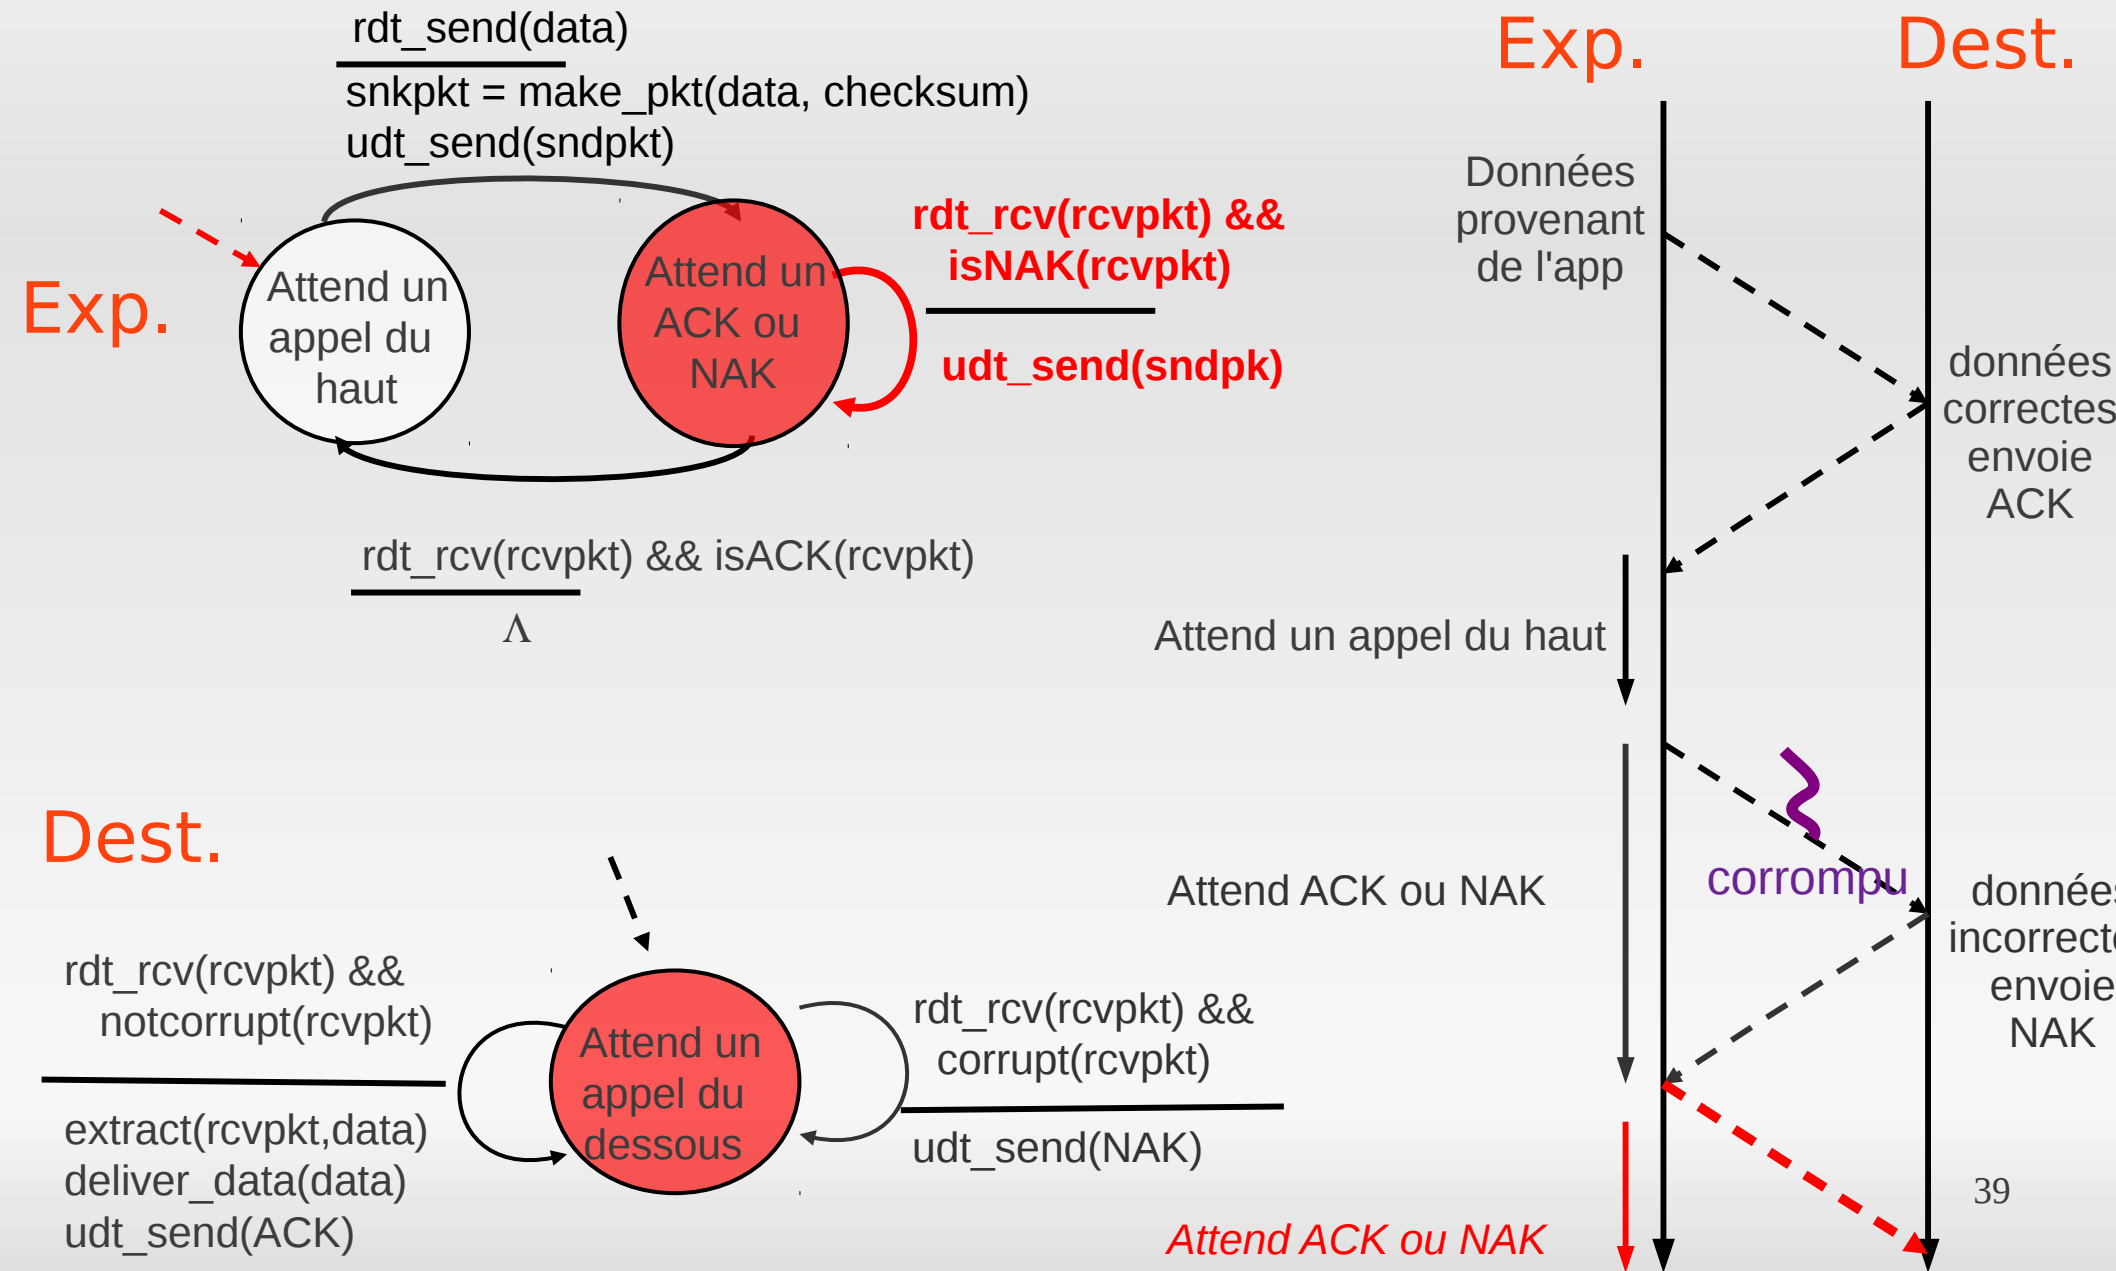 rdt_send(data)
snkpkt = make_pkt(data, checksum)
udt_send(sndpkt)
Exp.
Attend un
appel du
haut
Attend un
ACK ou
NAK
rdt_rcv(rcvpkt) &&
isNAK(rcvpkt)
udt_send(sndpk)
rdt_rcv(rcvpkt) && isACK(rcvpkt)
Λ
Dest.
rdt_rcv(rcvpkt) &&
notcorrupt(rcvpkt)
extract(rcvpkt,data)
deliver_data(data)
udt_send(ACK)
Attend un
appel du
dessous
rdt_rcv(rcvpkt) &&
corrupt(rcvpkt)
udt_send(NAK)
Exp.
Dest.
Données
provenant
de l'app
données
correctes
envoie
ACK
Attend un appel du haut
Attend ACK ou NAK
corrompu
données
incorrecte
envoie
NAK
Attend ACK ou NAK
39